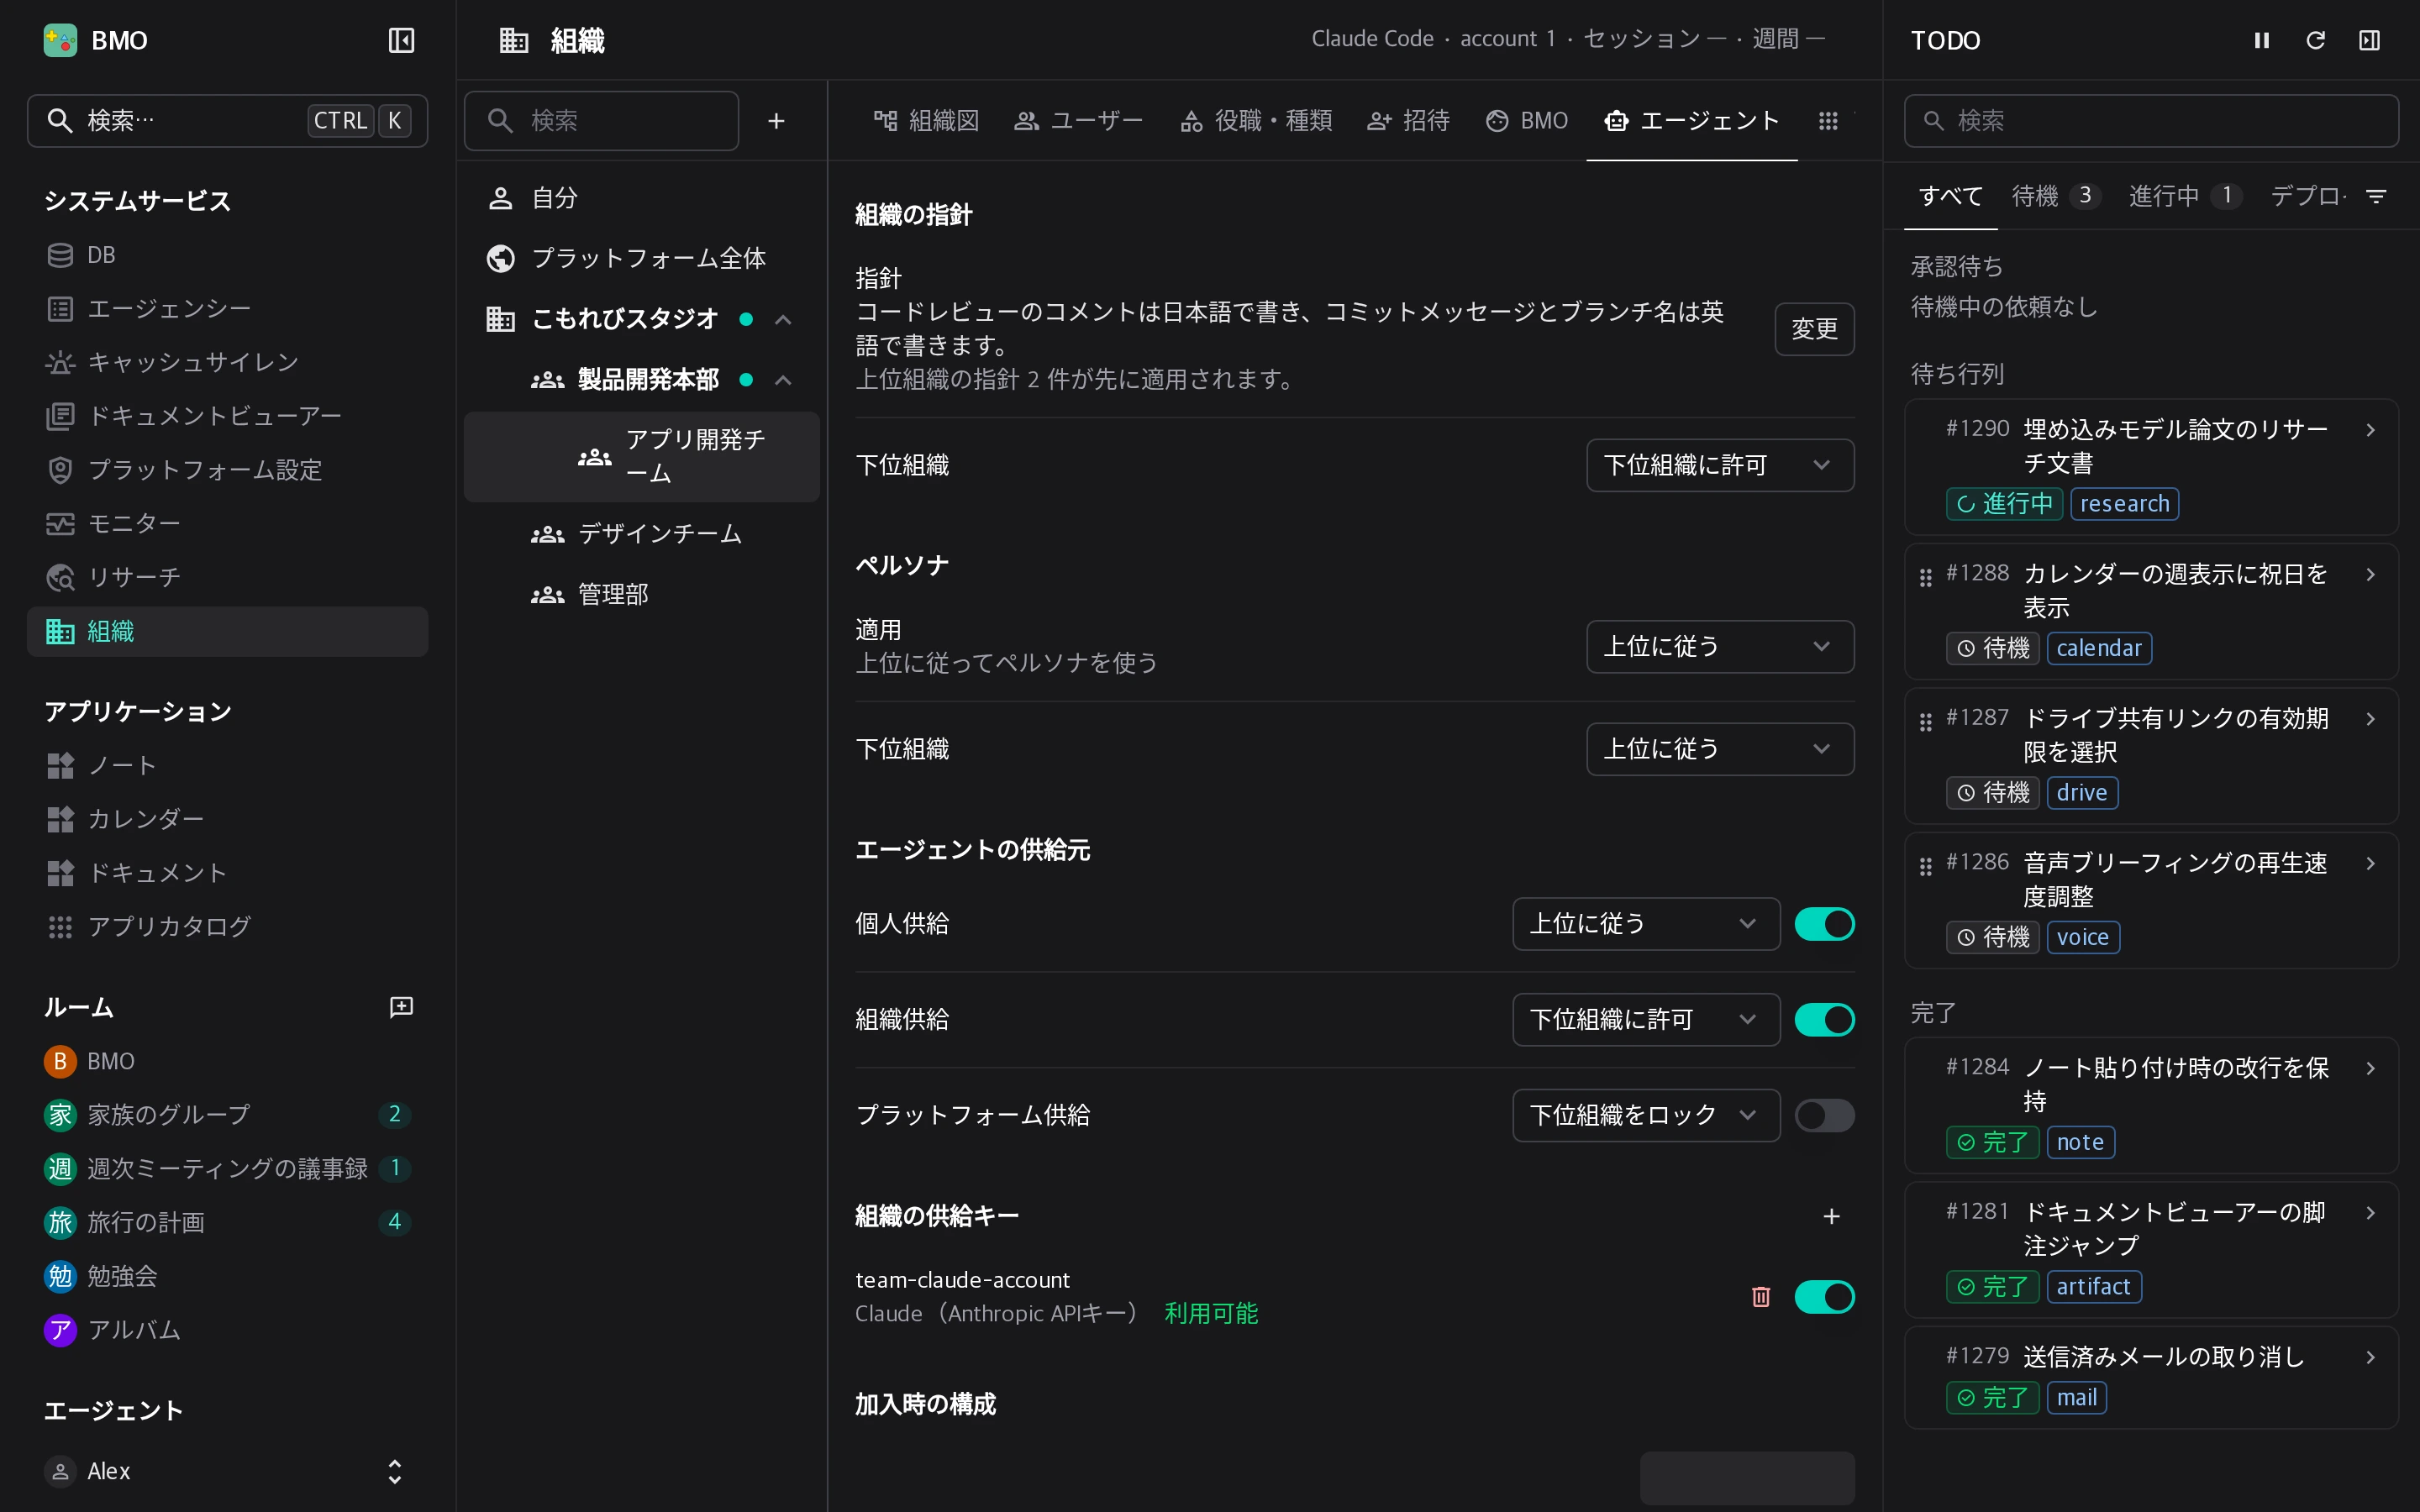 BMO
検索…
CTRL K
システムサービス
DB
エージェンシー
キャッシュサイレン
ドキュメントビューアー
プラットフォーム設定
モニター
リサーチ
組織
アプリケーション
ノート
カレンダー
ドキュメント
アプリカタログ
ルーム
B BMO
家 家族のグループ 2
週 週次ミーティングの議事録 1
旅 旅行の計画 4
勉 勉強会
ア アルバム
エージェント
Alex
組織
Claude Code · account 1 · セッション — · 週間 —
検索
自分
プラットフォーム全体
こもれびスタジオ
製品開発本部
アプリ開発チ
ーム
デザインチーム
管理部
組織図 ユーザー 役職・種類 招待 BMO エージェント
組織の指針
指針
コードレビューのコメントは日本語で書き、コミットメッセージとブランチ名は英
語で書きます。
上位組織の指針 2 件が先に適用されます。
変更
下位組織 下位組織に許可
ペルソナ
適用
上位に従ってペルソナを使う
上位に従う
下位組織 上位に従う
エージェントの供給元
個人供給 上位に従う
組織供給 下位組織に許可
プラットフォーム供給 下位組織をロック
組織の供給キー
team-claude-account
Claude（Anthropic APIキー） 利用可能
加入時の構成
TODO
検索
すべて 待機 3 進行中 1 デプロ
承認待ち
待機中の依頼なし
待ち行列
#1290 埋め込みモデル論文のリサー
チ文書
進行中 research
#1288 カレンダーの週表示に祝日を
表示
待機 calendar
#1287 ドライブ共有リンクの有効期
限を選択
待機 drive
#1286 音声ブリーフィングの再生速
度調整
待機 voice
完了
#1284 ノート貼り付け時の改行を保
持
完了 note
#1281 ドキュメントビューアーの脚
注ジャンプ
完了 artifact
#1279 送信済みメールの取り消し
完了 mail